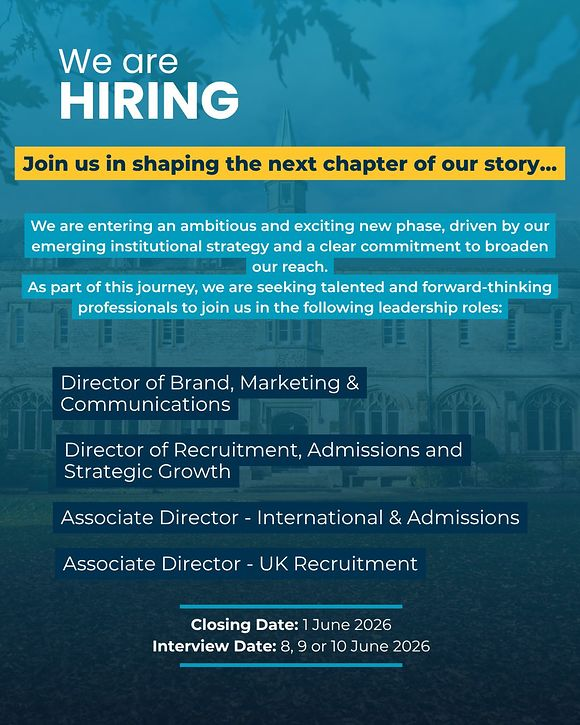 We are
HIRING
Join us in shaping the next chapter of our story...
We are entering an ambitious and exciting new phase, driven by our
emerging institutional strategy and a clear commitment to broaden
our reach.
As part of this journey, we are seeking talented and forward-thinking
professionals to join us in the following leadership roles:
Director of Brand, Marketing &
Communications
Director of Recruitment, Admissions and
Strategic Growth
Associate Director - International & Admissions
Associate Director - UK Recruitment
Closing Date: 1 June 2026
Interview Date: 8, 9 or 10 June 2026